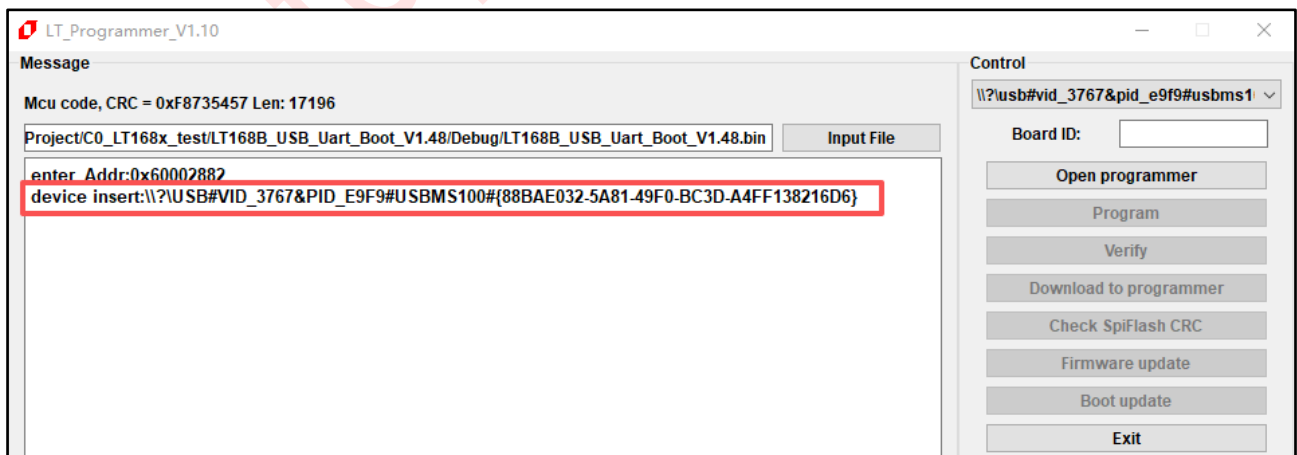 LT_Programmer_V1.10
Message
Mcu code, CRC = 0xF8735457 Len: 17196
Project/C0_LT168x_test/LT168B_USB_Uart_Boot_V1.48/Debug/LT168B_USB_Uart_Boot_V1.48.bin
Input File
enter Addr:0x60002882
device insert:\\?\USB#VID_3767&PID_E9F9#USBMS100#{88BAE032-5A81-49F0-BC3D-A4FF138216D6}
Control
\\?\usb#vid_3767&pid_e9f9#usbms1
Board ID:
Open programmer
Program
Verify
Download to programmer
Check SpiFlash CRC
Firmware update
Boot update
Exit